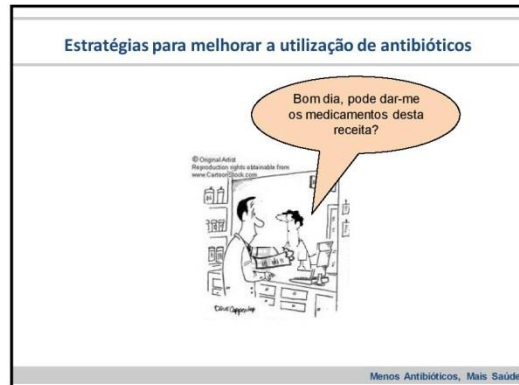 Estratégias para melhorar a utilização de antibióticos
Bom dia, pode dar-me
os medicamentos desta
receita?
© Original Artist
Reproduction rights obtainable from
www.CartoonStock.com
Menos Antibióticos, Mais Saúde